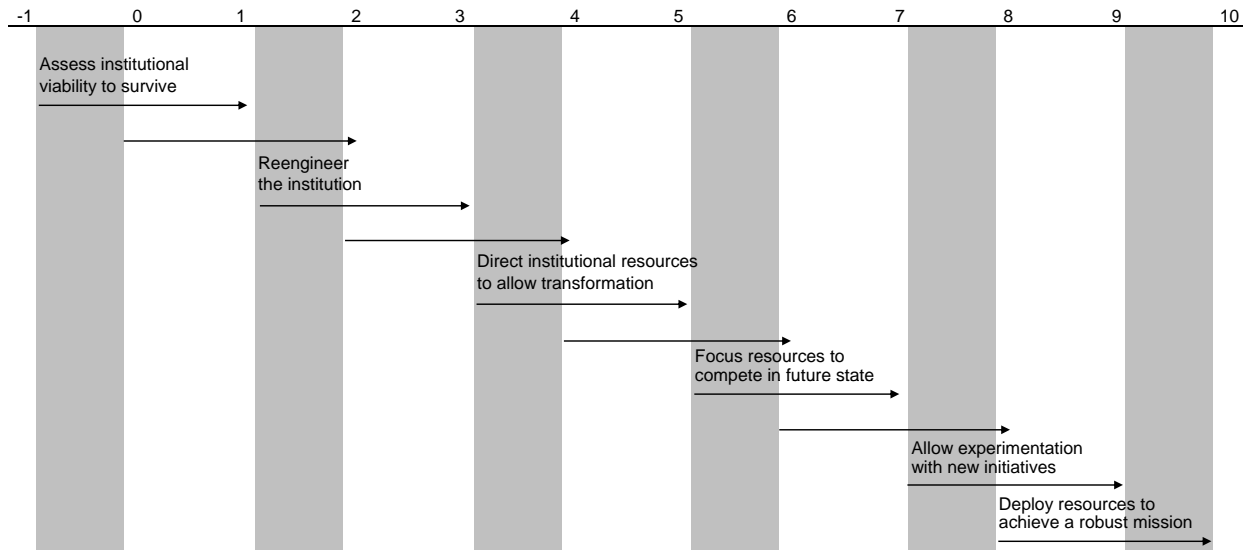 -1 0 1 2 3 4 5 6 7 8 9 10
Assess institutional
viability to survive
Reengineer
the institution
Direct institutional resources
to allow transformation
Focus resources to
compete in future state
Allow experimentation
with new initiatives
Deploy resources to
achieve a robust mission